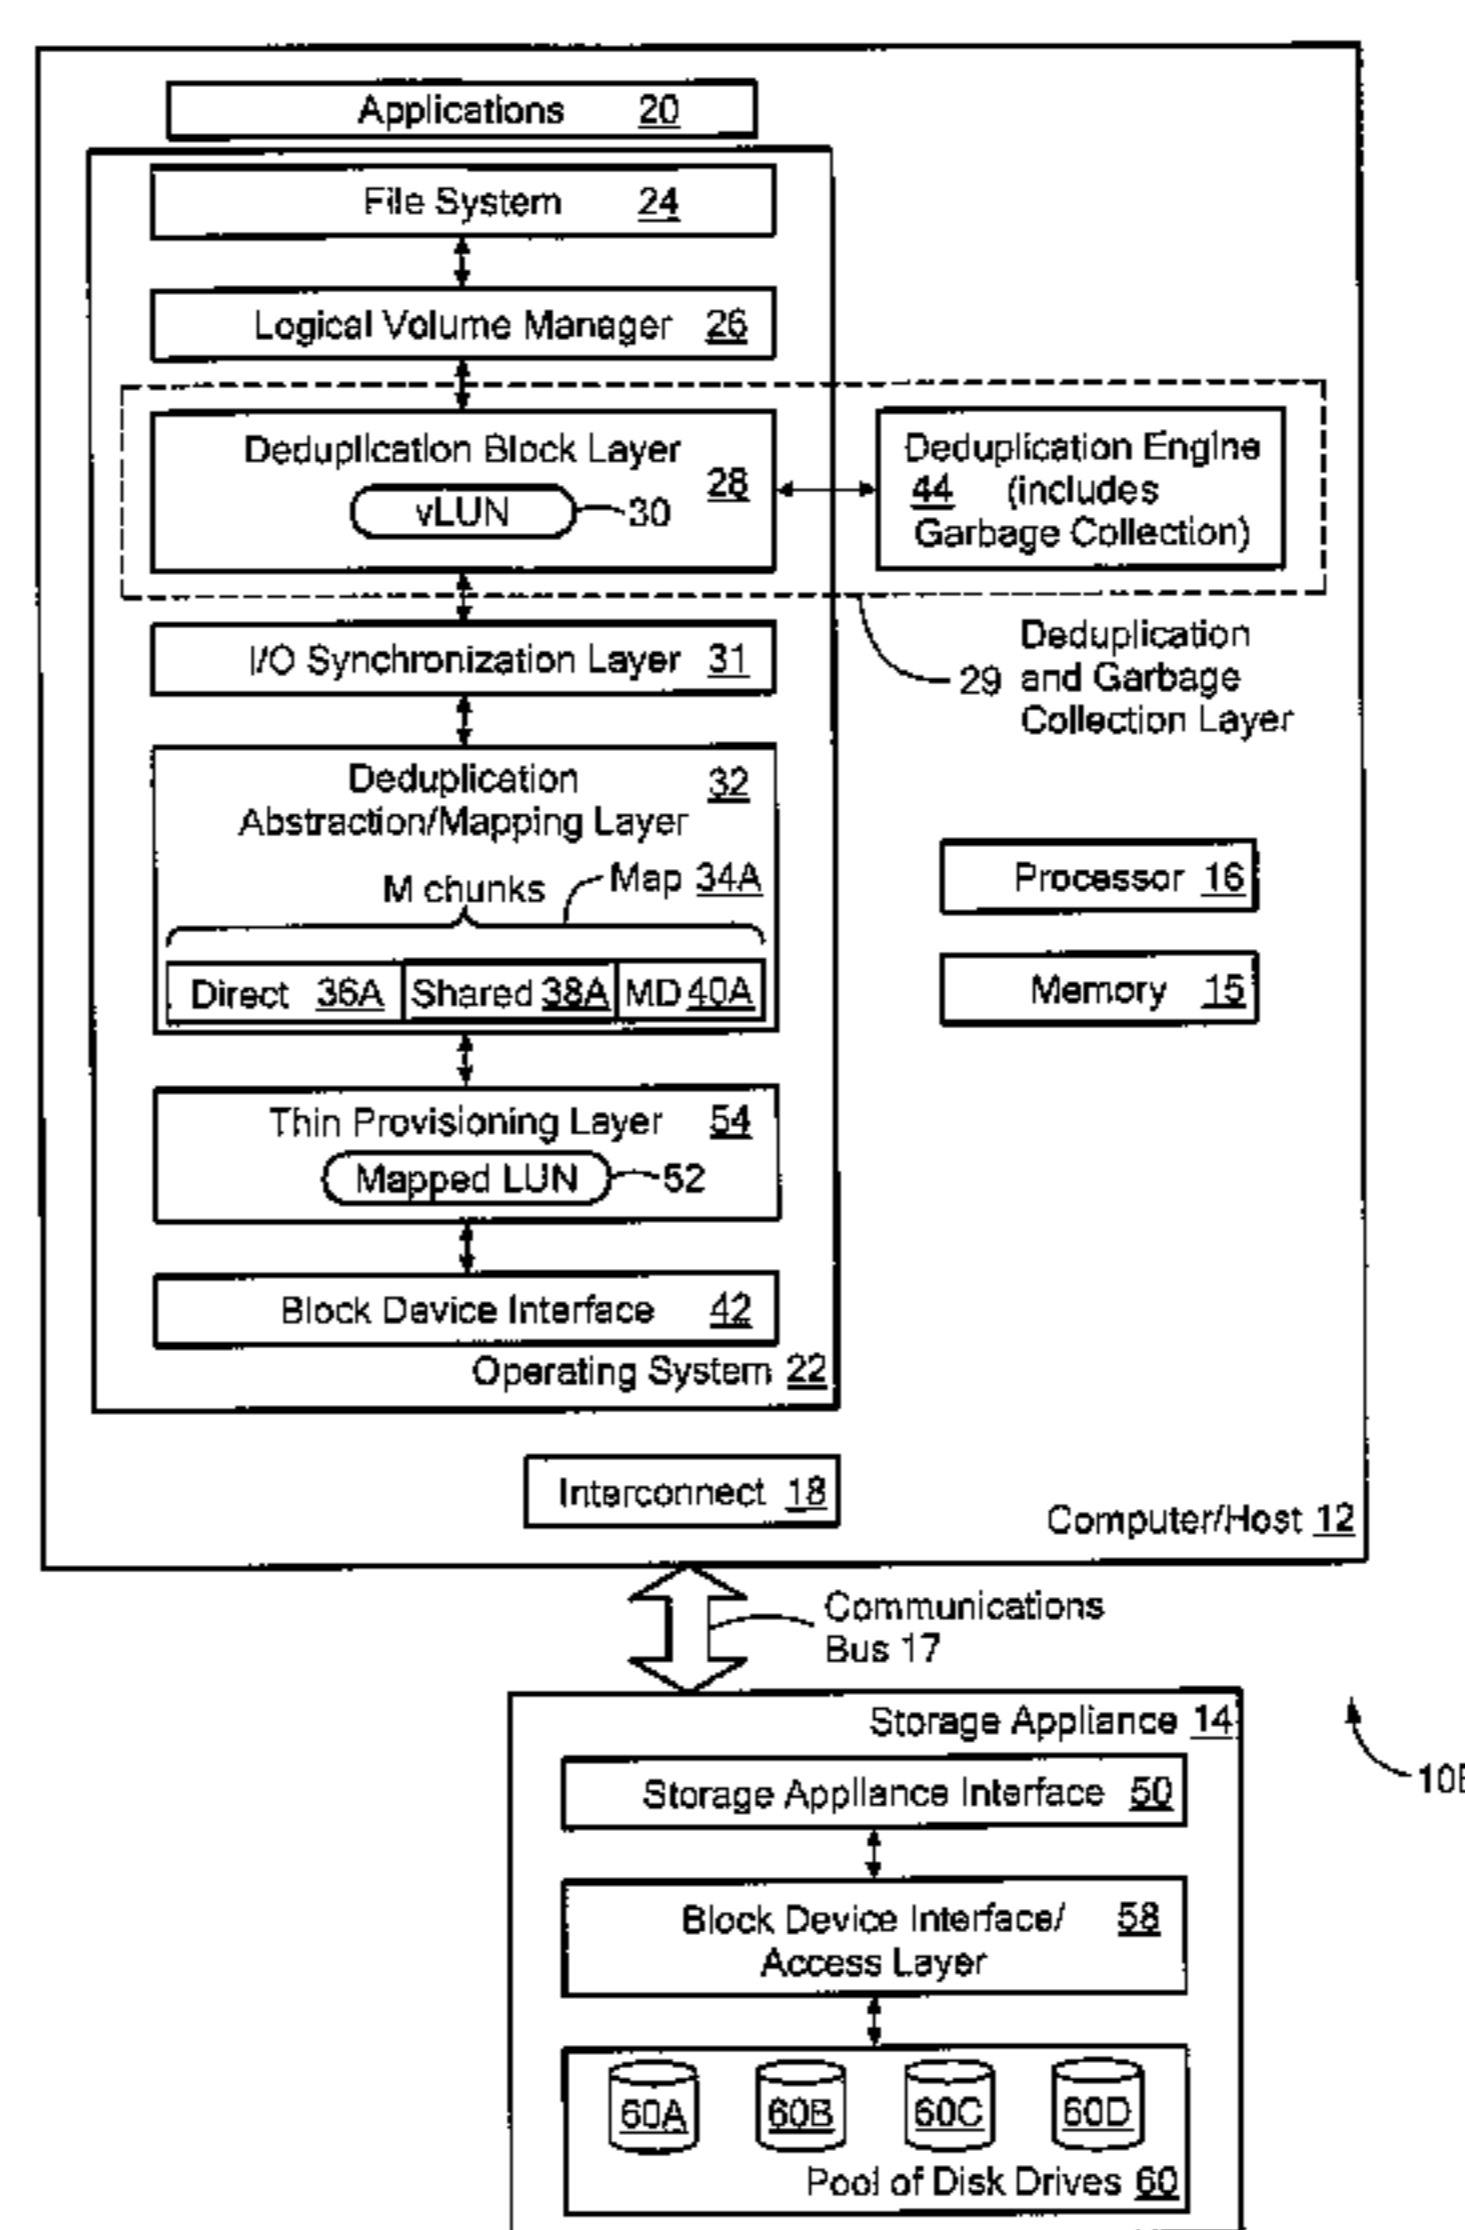 Applications 20
File System 24
Logical Volume Manager 26
Deduplication Block Layer
28
vLUN 30
Deduplication Engine
44 (includes
Garbage Collection)
I/O Synchronization Layer 31
29
Deduplication
and Garbage
Collection Layer
Deduplication 32
Abstraction/Mapping Layer
M chunks
Map 34A
Direct 36A
Shared 38A
MD 40A
Processor 16
Memory 15
Thin Provisioning Layer 54
Mapped LUN 52
Block Device Interface 42
Operating System 22
Interconnect 18
Computer/Host 12
Communications
Bus 17
Storage Appliance 14
Storage Appliance Interface 50
10B
Block Device Interface/ 58
Access Layer
60A 60B 60C 60D
Pool of Disk Drives 60